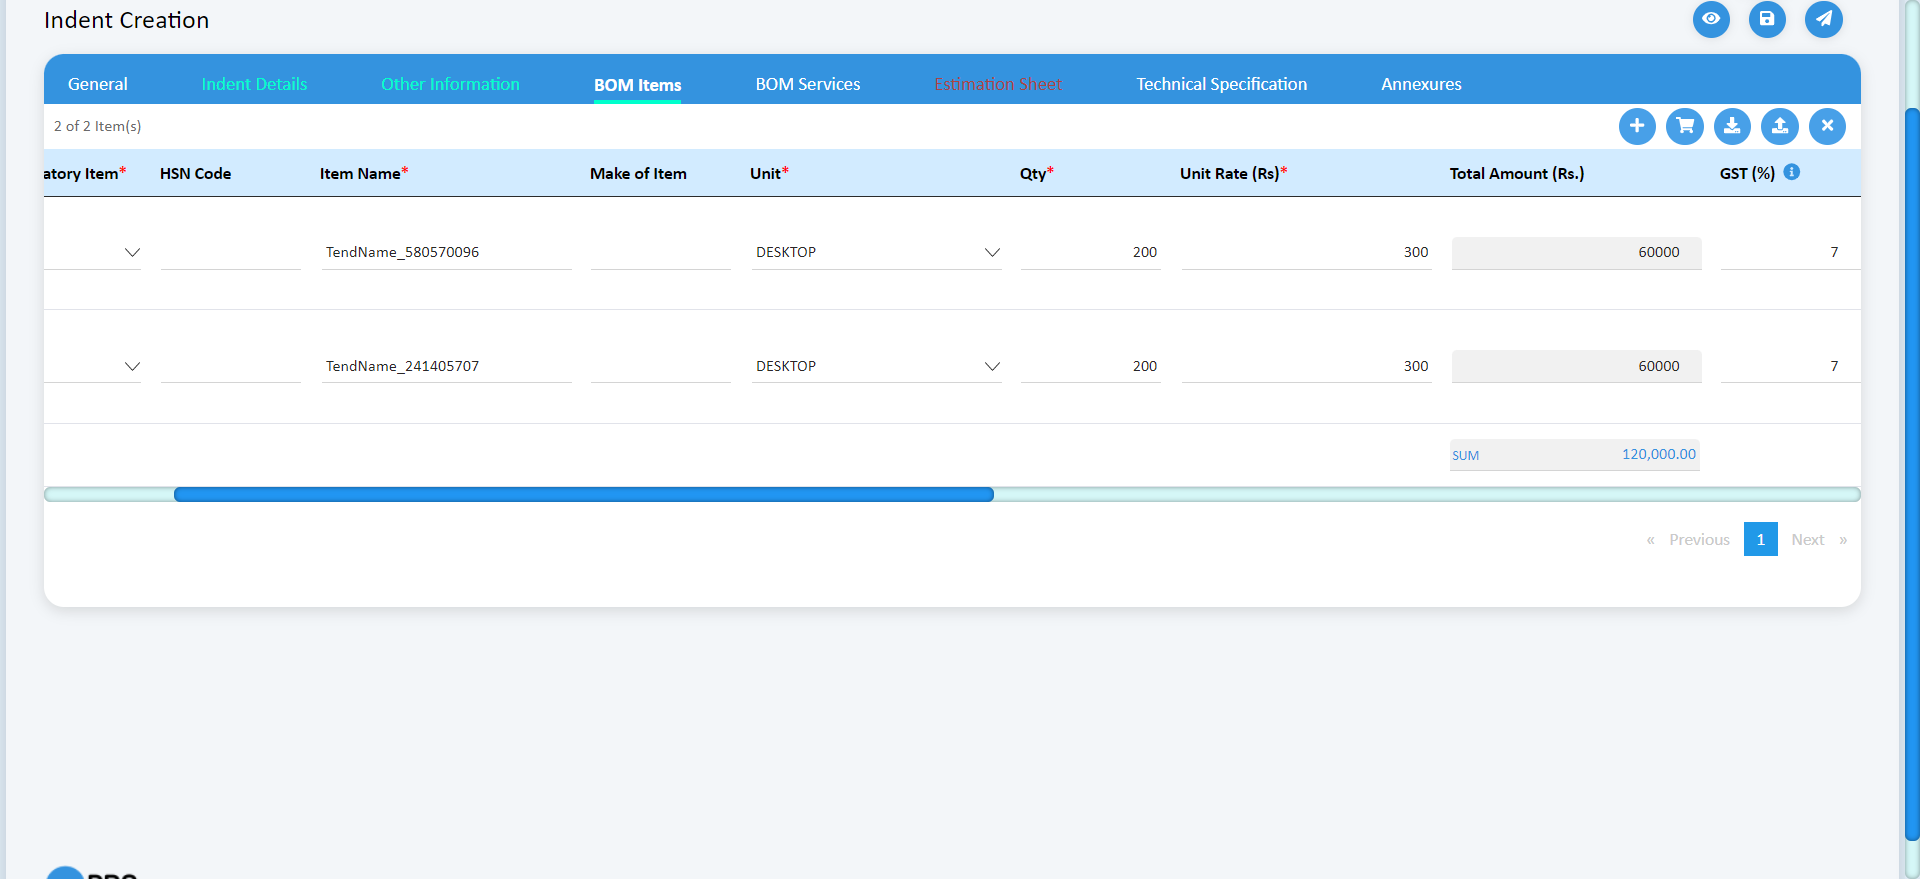 Indent Creation
General Indent Details Other Information BOM Items BOM Services Estimation Sheet Technical Specification Annexures
2 of 2 Item(s)
atory Item* HSN Code Item Name* Make of Item Unit* Qty* Unit Rate (Rs)* Total Amount (Rs.) GST (%)
TendName_580570096 DESKTOP 200 300 60000 7
TendName_241405707 DESKTOP 200 300 60000 7
SUM 120,000.00
« Previous 1 Next »